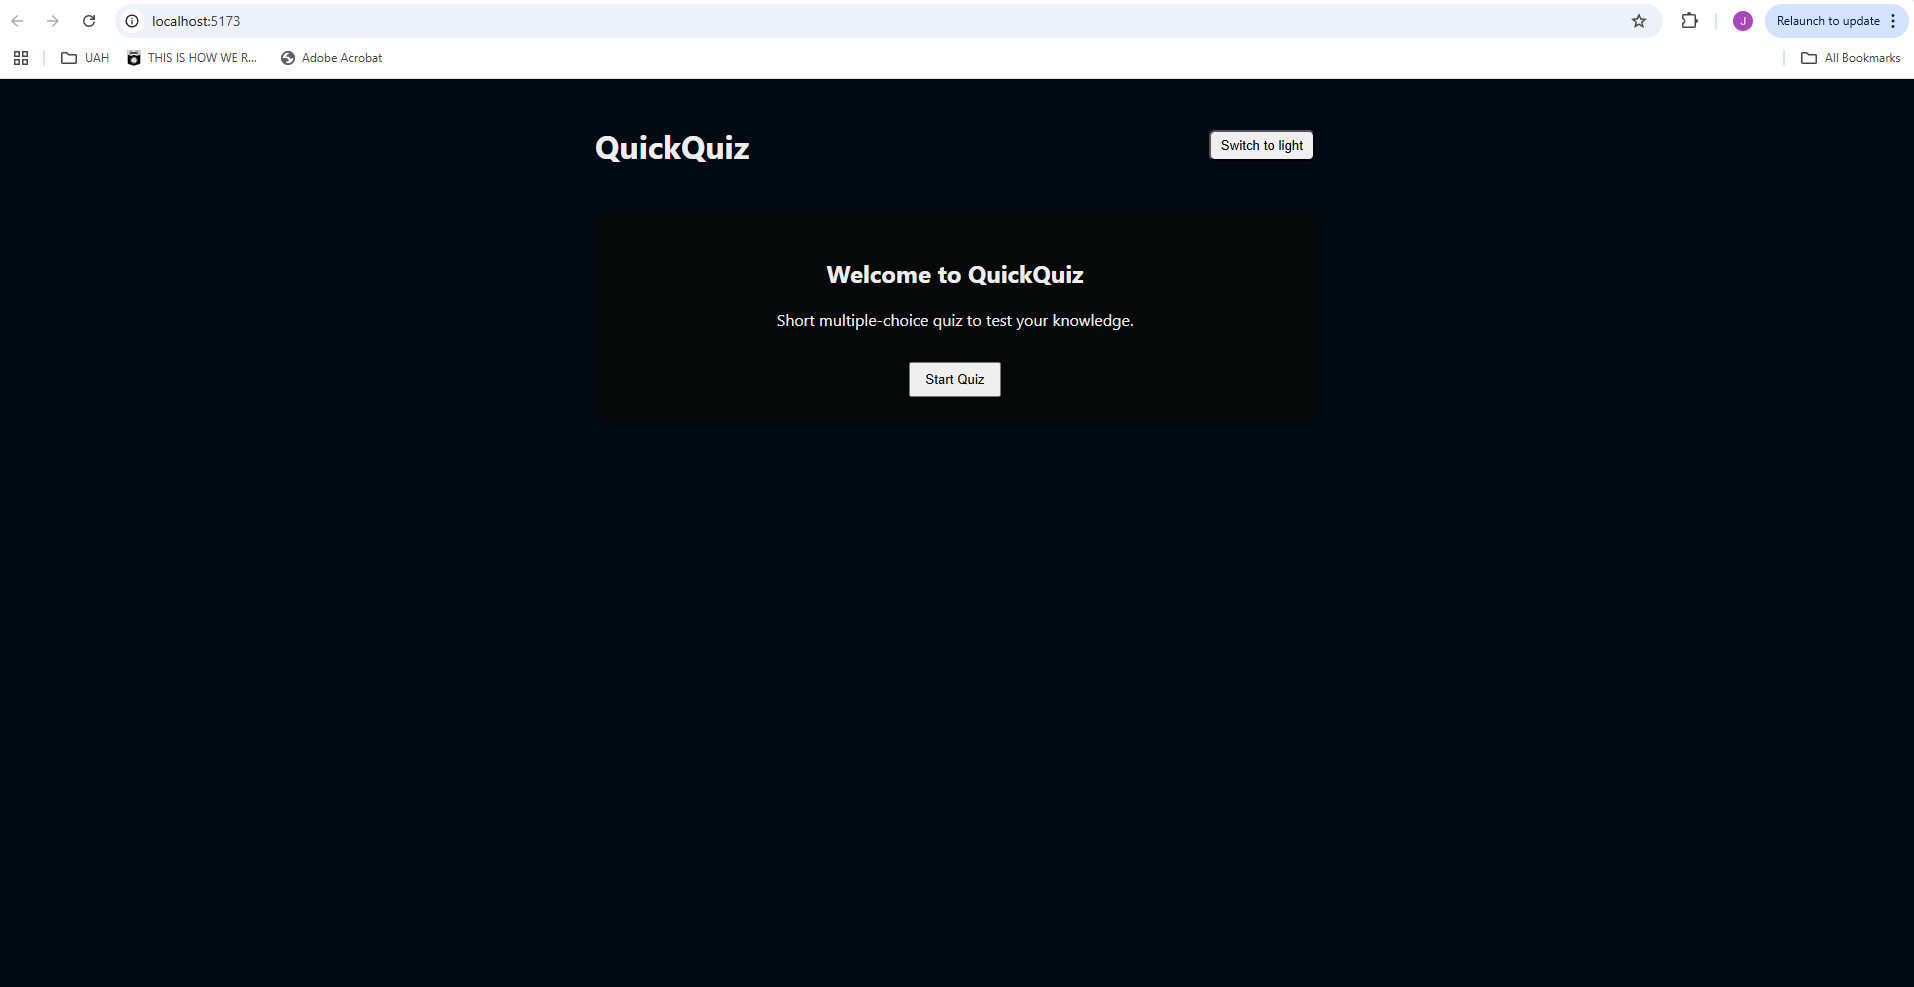 localhost:5173
J
Relaunch to update
UAH
THIS IS HOW WE R...
Adobe Acrobat
All Bookmarks
QuickQuiz
Switch to light
Welcome to QuickQuiz
Short multiple-choice quiz to test your knowledge.
Start Quiz